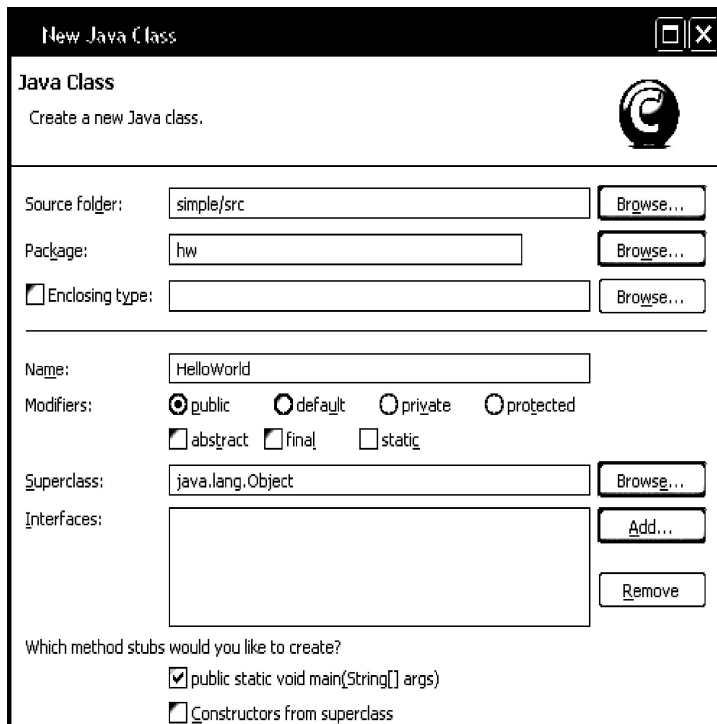 New Java Class
Java Class
Create a new Java class.
C
Source folder: simple/src Browse...
Package: hw Browse...
Enclosing type: Browse...
Name: HelloWorld
Modifiers: public default private protected
abstract final static
Superclass: java.lang.Object Browse...
Interfaces: Add...
Remove
Which method stubs would you like to create?
public static void main(String[] args)
Constructors from superclass